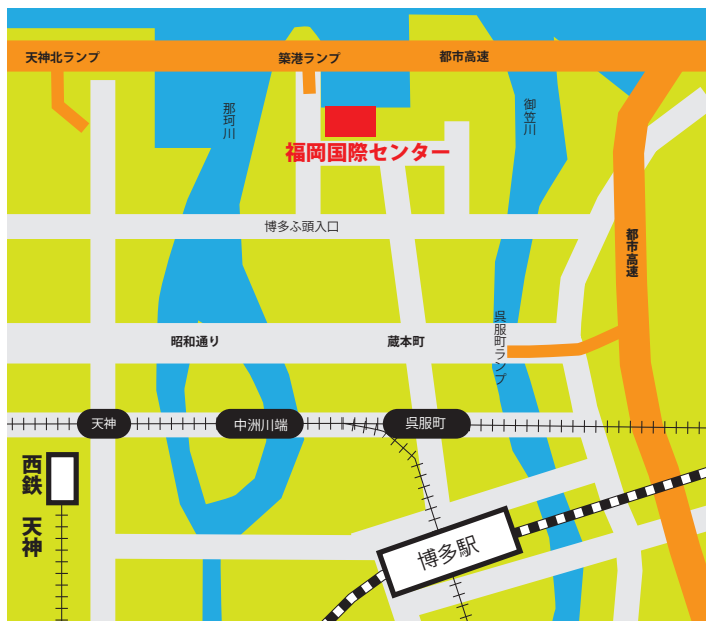 天神北ランプ
築港ランプ
都市高速
那珂川
御笠川
福岡国際センター
博多ふ頭入口
都市高速
昭和通り
蔵本町
呉服町ランプ
天神
中洲川端
呉服町
西鉄 天神
博多駅